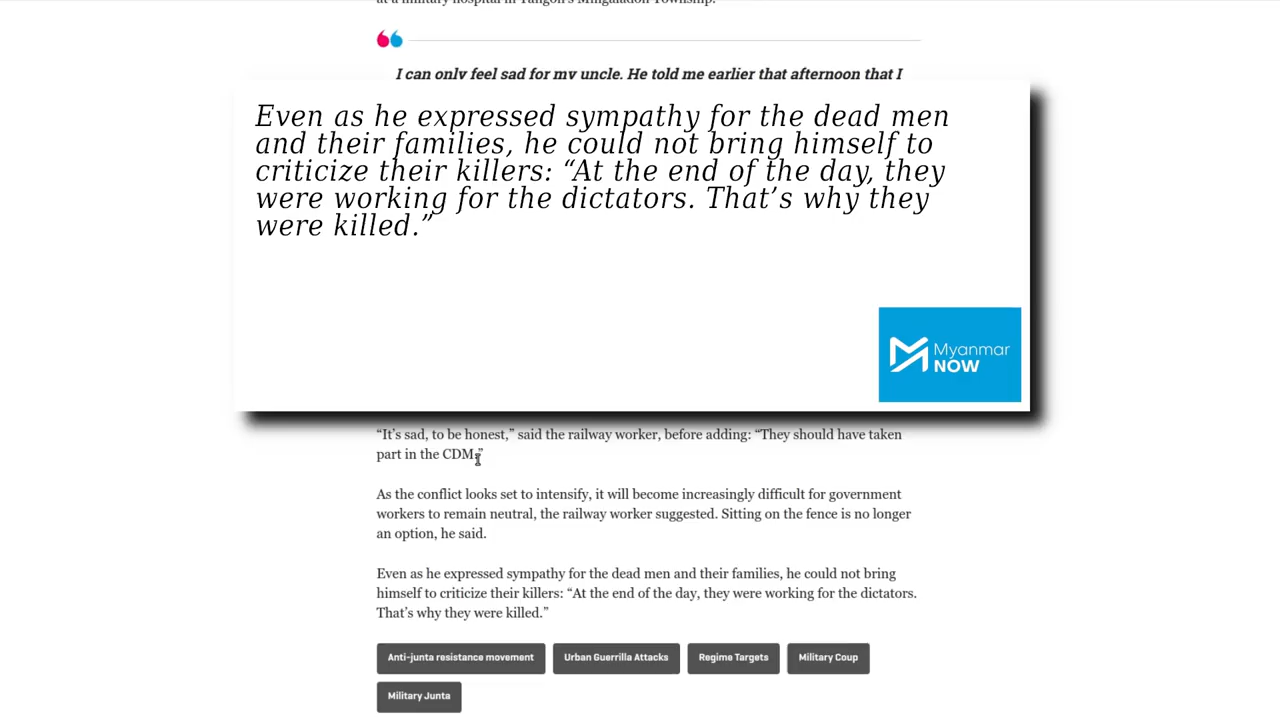 at a military hospital in Yangon's Mingaladon Township.
I can only feel sad for my uncle. He told me earlier that afternoon that I
Even as he expressed sympathy for the dead men
and their families, he could not bring himself to
criticize their killers: “At the end of the day, they
were working for the dictators. That’s why they
were killed.”
Myanmar
NOW
“It’s sad, to be honest,” said the railway worker, before adding: “They should have taken
part in the CDM.”
As the conflict looks set to intensify, it will become increasingly difficult for government
workers to remain neutral, the railway worker suggested. Sitting on the fence is no longer
an option, he said.
Even as he expressed sympathy for the dead men and their families, he could not bring
himself to criticize their killers: “At the end of the day, they were working for the dictators.
That’s why they were killed.”
Anti-junta resistance movement Urban Guerrilla Attacks Regime Targets Military Coup
Military Junta